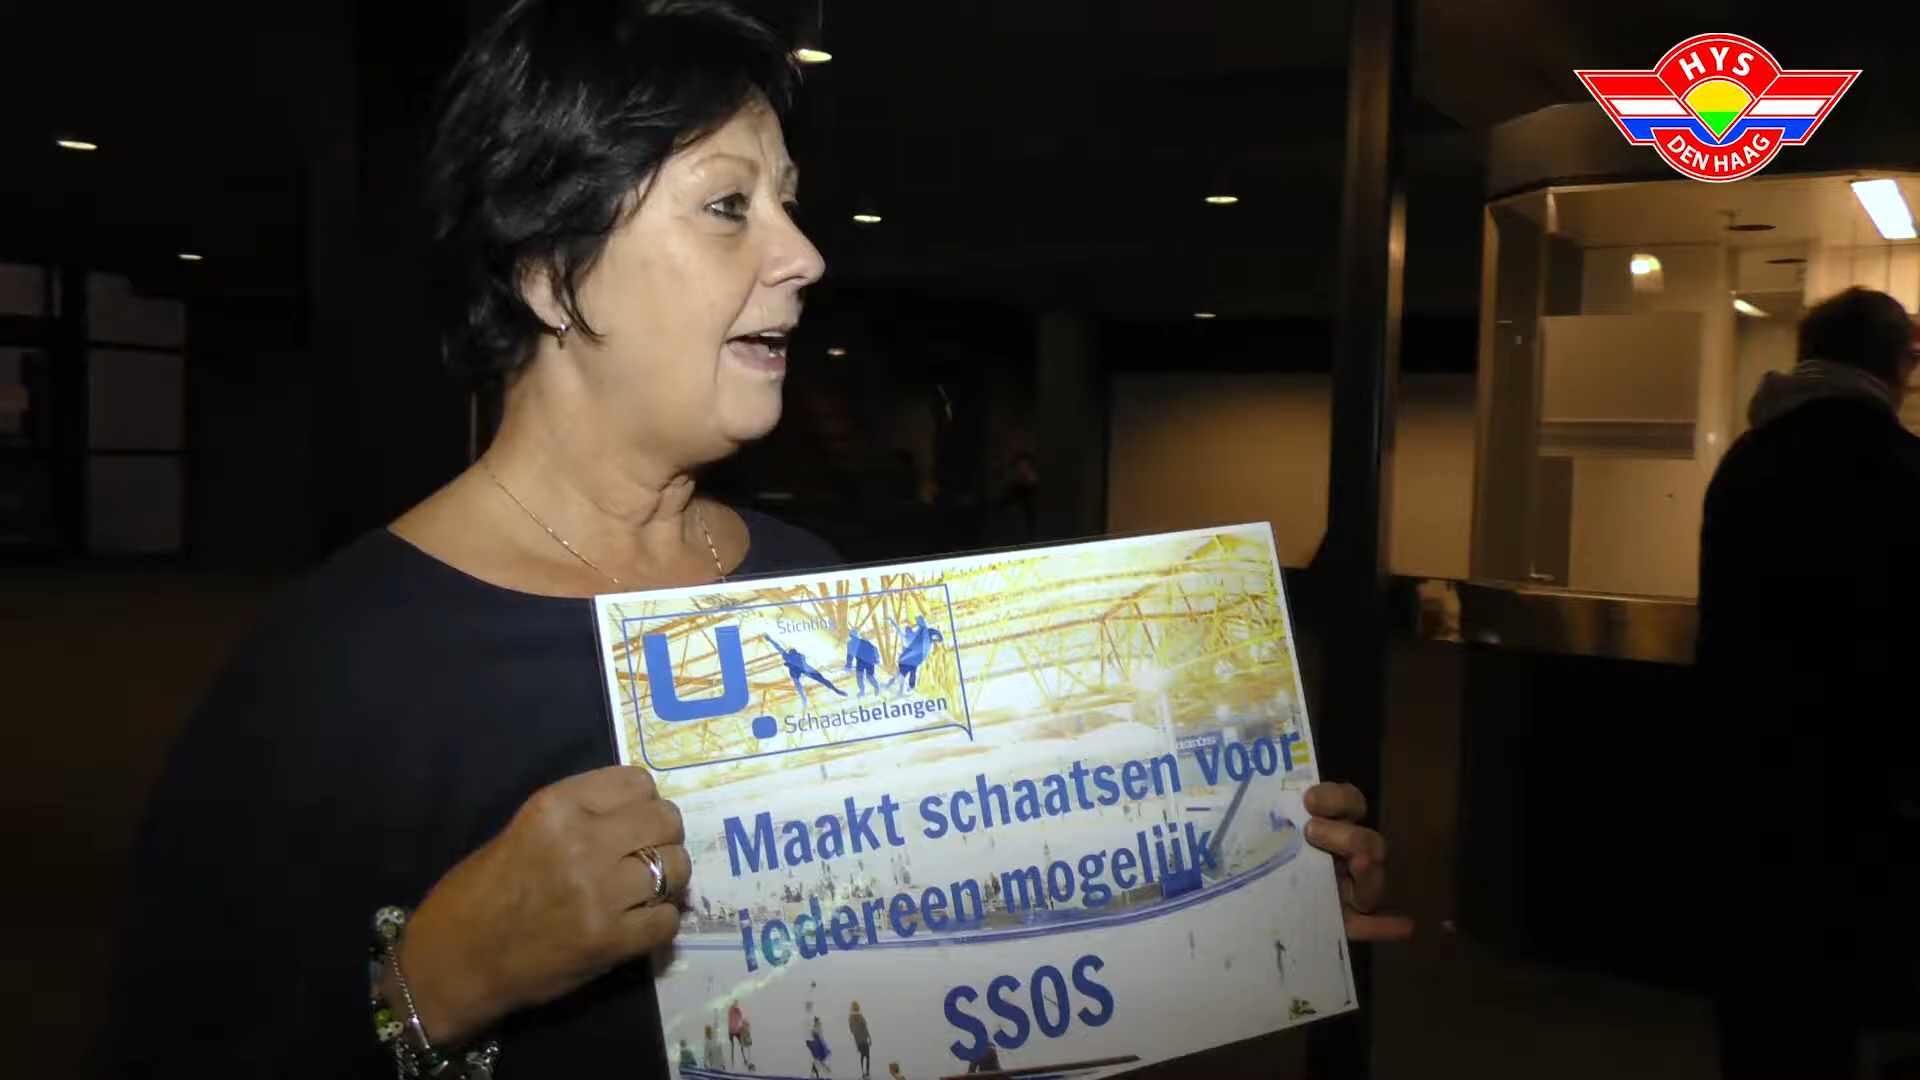 HYS
DEN HAAG
U.
Stichting
Schaatsbelangen
Maakt schaatsen voor
iedereen mogelijk
SSOS